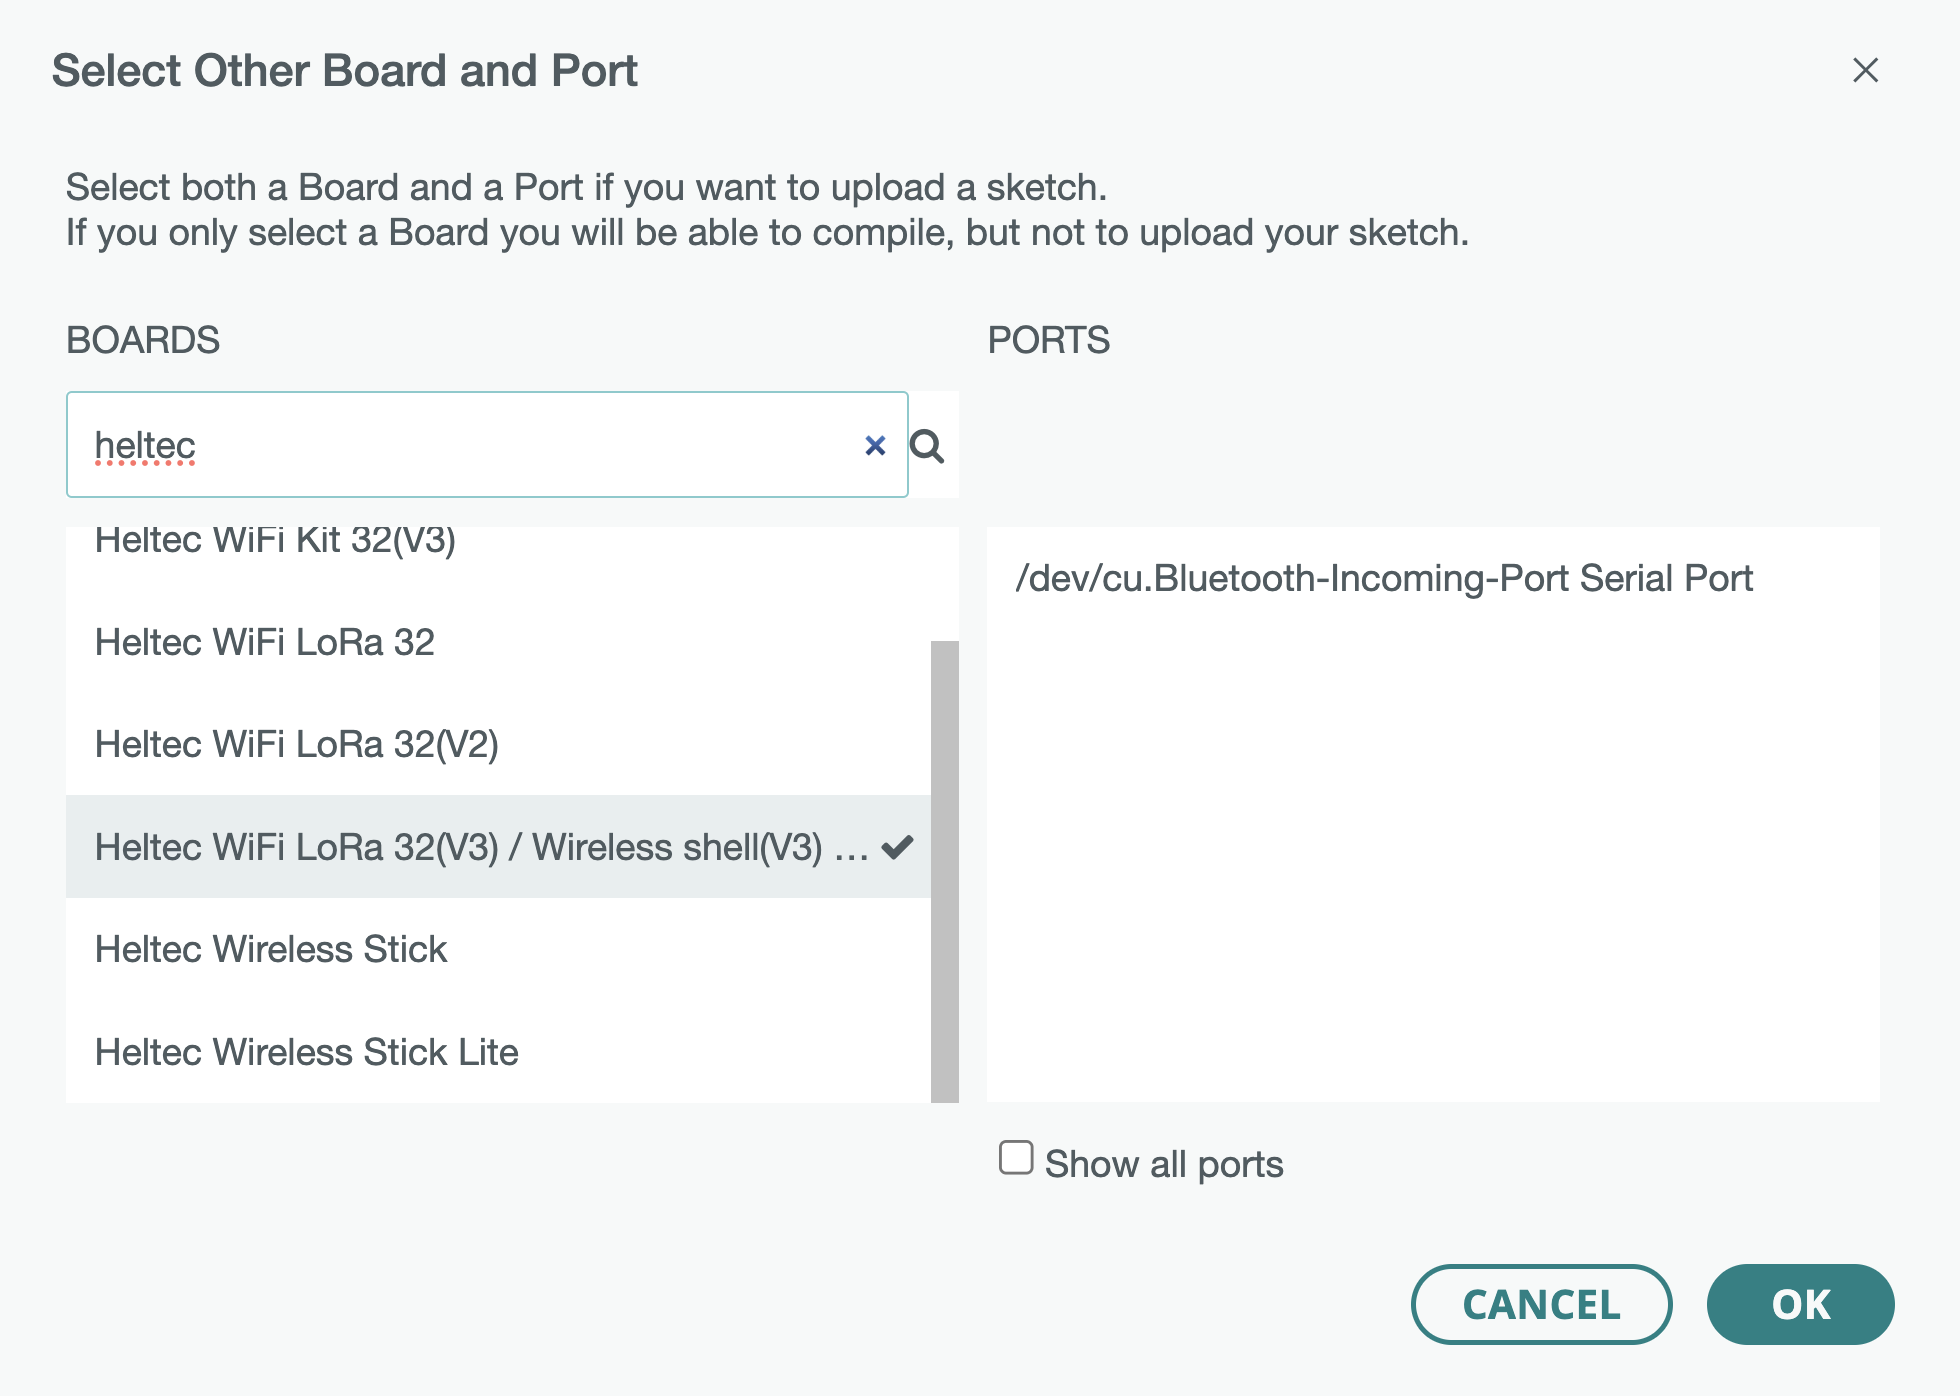 Select Other Board and Port
Select both a Board and a Port if you want to upload a sketch.
If you only select a Board you will be able to compile, but not to upload your sketch.
BOARDS
PORTS
heltec
Heltec WiFi Kit 32(V3)
Heltec WiFi LoRa 32
Heltec WiFi LoRa 32(V2)
Heltec WiFi LoRa 32(V3) / Wireless shell(V3) ...
Heltec Wireless Stick
Heltec Wireless Stick Lite
/dev/cu.Bluetooth-Incoming-Port Serial Port
Show all ports
CANCEL
OK